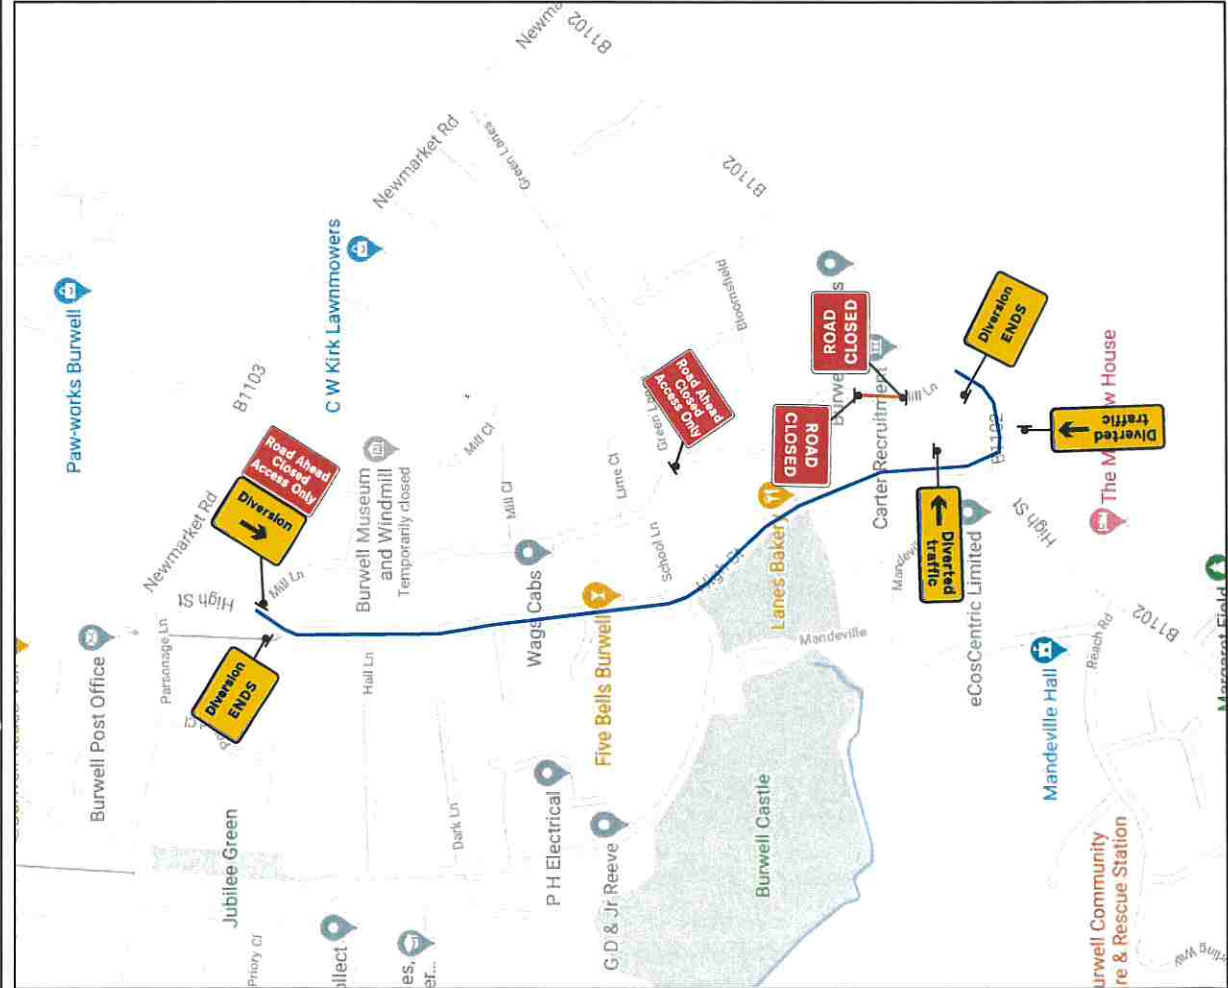 B1102
Newmarket Rd
Green Lanes
B1102
Paw-works Burwell
B1103
C W Kirk Lawnmowers
Newmarket Rd
Road Ahead
Closed
Access Only
Diversion
High St
Mill Ln
Burwell Museum
and Windmill
Temporarily closed
Mill Cl
Mill Cl
Lime Cl
Bloomsfield
Road Ahead
Closed
Access Only
ROAD
CLOSED
ROAD
CLOSED
Diversion
ENDS
Diverted
traffic
Diverted
traffic
B1102
The
House
Carter Recruitment
Lanes Bakery
School Ln
High St
Wags Cabs
Five Bells Burwell
Burwell Post Office
Parsonage Ln
Diversion
ENDS
Hall Ln
Dark Ln
Jubilee Green
Priory Cl
P H Electrical
G D & Jr Reeve
Burwell Castle
Mandeville
eCosCentric Limited
High St
Mandeville Hall
Reach Rd
B1102